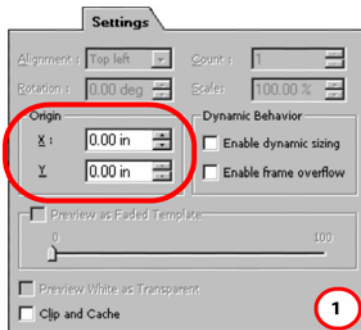 Settings
Alignment : Top left Count : 1
Rotation : 0.00 deg Scale: 100.00 %
Origin Dynamic Behavior
X : 0.00 in Enable dynamic sizing
Y 0.00 in Enable frame overflow
Preview as Faded Template
0 100
Preview White as Transparent
Clip and Cache 1